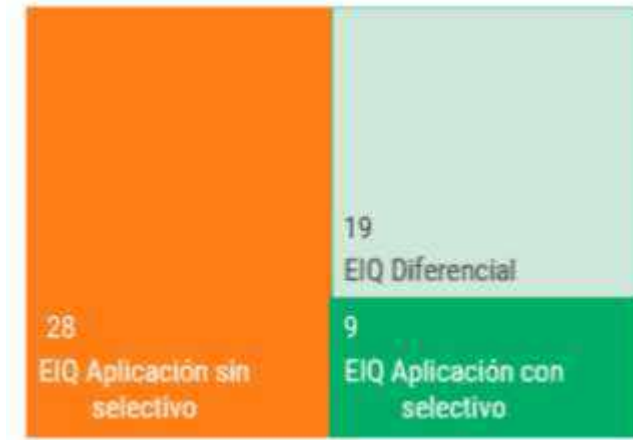 19
EIQ Diferencial
28
EIQ Aplicación sin
selectivo
9
EIQ Aplicación con
selectivo